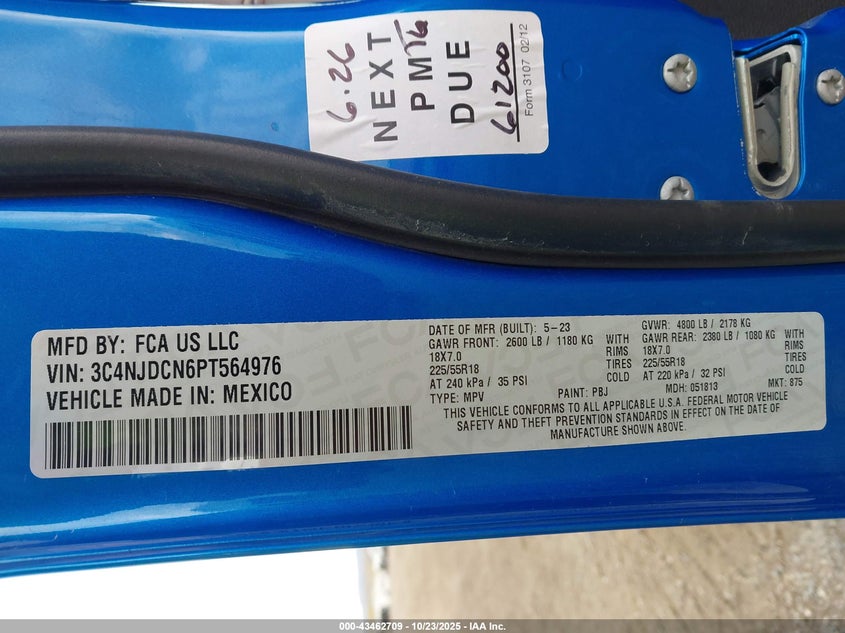 6.26
NEXT
PM
DUE
61200
Form 3107 02/12
MFD BY: FCA US LLC
VIN: 3C4NJDCN6PT564976
VEHICLE MADE IN: MEXICO
DATE OF MFR (BUILT): 5-23 GVWR: 4800 LB / 2178 KG
GAWR FRONT: 2600 LB / 1180 KG WITH GAWR REAR: 2380 LB / 1080 KG WITH
18X7.0 RIMS 18X7.0 RIMS
225/55R18 TIRES 225/55R18 TIRES
AT 240 kPa / 35 PSI COLD AT 220 kPa / 32 PSI COLD
TYPE: MPV PAINT: PBJ MDH: 051813 MKT: 875
THIS VEHICLE CONFORMS TO ALL APPLICABLE U.S.A. FEDERAL MOTOR VEHICLE
SAFETY AND THEFT PREVENTION STANDARDS IN EFFECT ON THE DATE OF
MANUFACTURE SHOWN ABOVE.
000-43462709 - 10/23/2025 - IAA Inc.